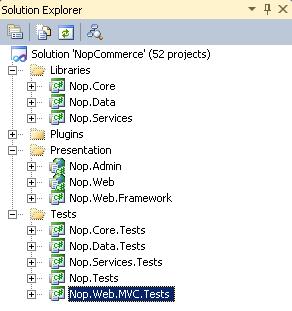 Solution Explorer
Solution 'NopCommerce' (52 projects)
Libraries
Nop.Core
Nop.Data
Nop.Services
Plugins
Presentation
Nop.Admin
Nop.Web
Nop.Web.Framework
Tests
Nop.Core.Tests
Nop.Data.Tests
Nop.Services.Tests
Nop.Tests
Nop.Web.MVC.Tests